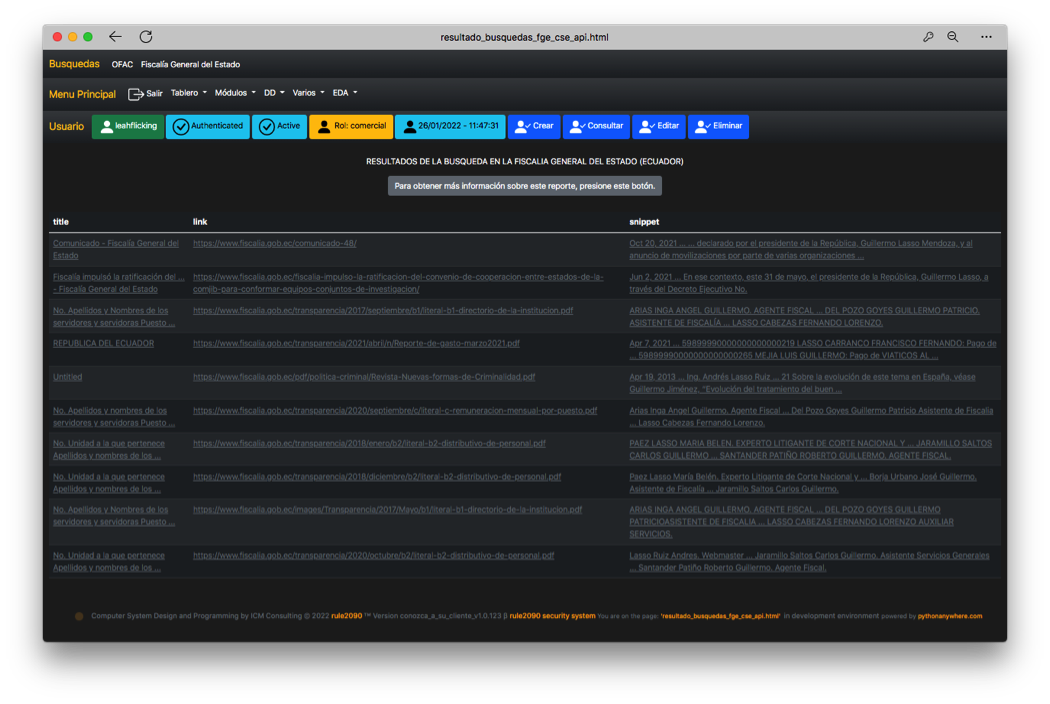 resultado_busquedas_fge_cse_api.html
Busquedas OFAC Fiscalía General del Estado
Menu Principal Salir Tablero Módulos DD Varios EDA
Usuario leahflicking Authenticated Active Rol: comercial 26/01/2022 - 11:47:31 Crear Consultar Editar Eliminar
RESULTADOS DE LA BUSQUEDA EN LA FISCALIA GENERAL DEL ESTADO (ECUADOR)
Para obtener más información sobre este reporte, presione este botón.
title link snippet
Comunicado - Fiscalía General del
Estado
https://www.fiscalia.gob.ec/comunicado-48/
Oct 20, 2021 ... ... declarado por el presidente de la República, Guillermo Lasso Mendoza, y al
anuncio de movilizaciones por parte de varias organizaciones ...
Fiscalía impulsó la ratificación del ...
- Fiscalía General del Estado
https://www.fiscalia.gob.ec/fiscalia-impulso-la-ratificacion-del-convenio-de-cooperacion-entre-estados-de-la-
comjib-para-conformar-equipos-conjuntos-de-investigacion/
Jun 2, 2021 ... En ese contexto, este 31 de mayo, el presidente de la República, Guillermo Lasso, a
través del Decreto Ejecutivo No.
No. Apellidos y Nombres de los
servidores y servidoras Puesto ...
https://www.fiscalia.gob.ec/transparencia/2017/septiembre/b1/literal-b1-directorio-de-la-institucion.pdf
ARIAS INGA ANGEL GUILLERMO. AGENTE FISCAL ... DEL POZO GOYES GUILLERMO PATRICIO.
ASISTENTE DE FISCALÍA ... LASSO CABEZAS FERNANDO LORENZO.
REPUBLICA DEL ECUADOR
https://www.fiscalia.gob.ec/transparencia/2021/abril/n/Reporte-de-gasto-marzo2021.pdf
Apr 7, 2021 ... 59899990000000000000219 LASSO CARRANCO FRANCISCO FERNANDO: Pago de
... 59899990000000000000265 MEJIA LUIS GUILLERMO: Pago de VIATICOS AL ...
Untitled
https://www.fiscalia.gob.ec/pdf/politica-criminal/Revista-Nuevas-formas-de-Criminalidad.pdf
Apr 19, 2013 ... Ing. Andrés Lasso Ruiz ... 21 Sobre la evolución de este tema en España, véase
Guillermo Jiménez, "Evolución del tratamiento del buen ...
No. Apellidos y nombres de los
servidores y servidoras Puesto ...
https://www.fiscalia.gob.ec/transparencia/2020/septiembre/c/literal-c-remuneracion-mensual-por-puesto.pdf
Arias Inga Angel Guillermo. Agente Fiscal ... Del Pozo Goyes Guillermo Patricio Asistente de Fiscalia
... Lasso Cabezas Fernando Lorenzo.
No. Unidad a la que pertenece
Apellidos y nombres de los ...
https://www.fiscalia.gob.ec/transparencia/2018/enero/b2/literal-b2-distributivo-de-personal.pdf
PAEZ LASSO MARIA BELEN. EXPERTO LITIGANTE DE CORTE NACIONAL Y ... JARAMILLO SALTOS
CARLOS GUILLERMO ... SANTANDER PATIÑO ROBERTO GUILLERMO. AGENTE FISCAL.
No. Unidad a la que pertenece
Apellidos y nombres de los ...
https://www.fiscalia.gob.ec/transparencia/2018/diciembre/b2/literal-b2-distributivo-de-personal.pdf
Paez Lasso María Belén. Experto Litigante de Corte Nacional y ... Borja Urbano José Guillermo.
Asistente de Fiscalía ... Jaramillo Saltos Carlos Guillermo.
No. Apellidos y Nombres de los
servidores y servidoras Puesto ...
https://www.fiscalia.gob.ec/images/Transparencia/2017/Mayo/b1/literal-b1-directorio-de-la-institucion.pdf
ARIAS INGA ANGEL GUILLERMO. AGENTE FISCAL ... DEL POZO GOYES GUILLERMO
PATRICIOASISTENTE DE FISCALIA ... LASSO CABEZAS FERNANDO LORENZO AUXILIAR
SERVICIOS.
No. Unidad a la que pertenece
Apellidos y nombres de los ...
https://www.fiscalia.gob.ec/transparencia/2020/octubre/b2/literal-b2-distributivo-de-personal.pdf
Lasso Ruiz Andres. Webmaster ... Jaramillo Saltos Carlos Guillermo. Asistente Servicios Generales
... Santander Patiño Roberto Guillermo. Agente Fiscal.
Computer System Design and Programming by ICM Consulting © 2022 rule2090 ™ Version conozca_a_su_cliente_v1.0.123 β rule2090 security system You are on the page: 'resultado_busquedas_fge_cse_api.html' in development environment powered by pythonanywhere.com